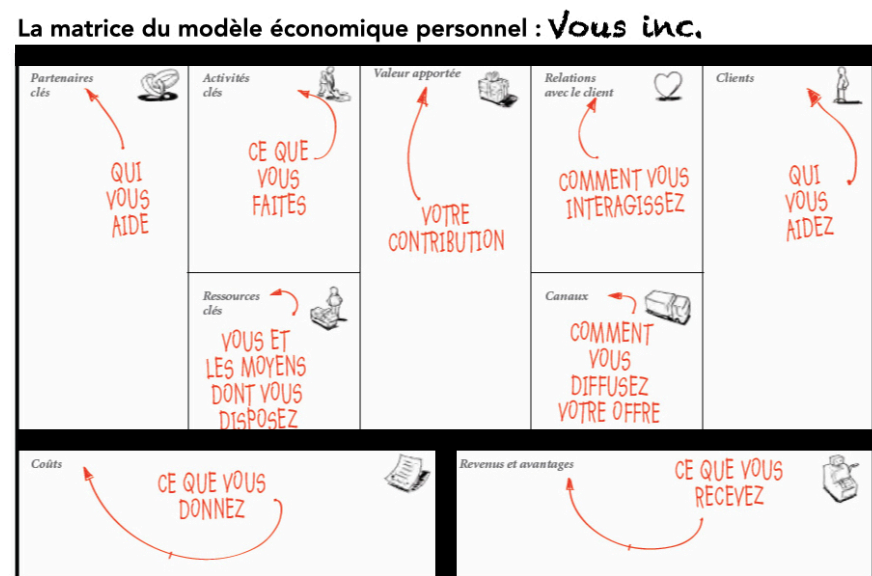 La matrice du modèle économique personnel : Vous inc.
Partenaires
clés
QUI
VOUS
AIDE
Activités
clés
CE QUE
VOUS
FAITES
Ressources
clés
VOUS ET
LES MOYENS
DONT VOUS
DISPOSEZ
Valeur apportée
VOTRE
CONTRIBUTION
Relations
avec le client
COMMENT VOUS
INTERAGISSEZ
Canaux
COMMENT
VOUS
DIFFUSEZ
VOTRE OFFRE
Clients
QUI
VOUS
AIDEZ
Coûts
CE QUE VOUS
DONNEZ
Revenus et avantages
CE QUE VOUS
RECEVEZ